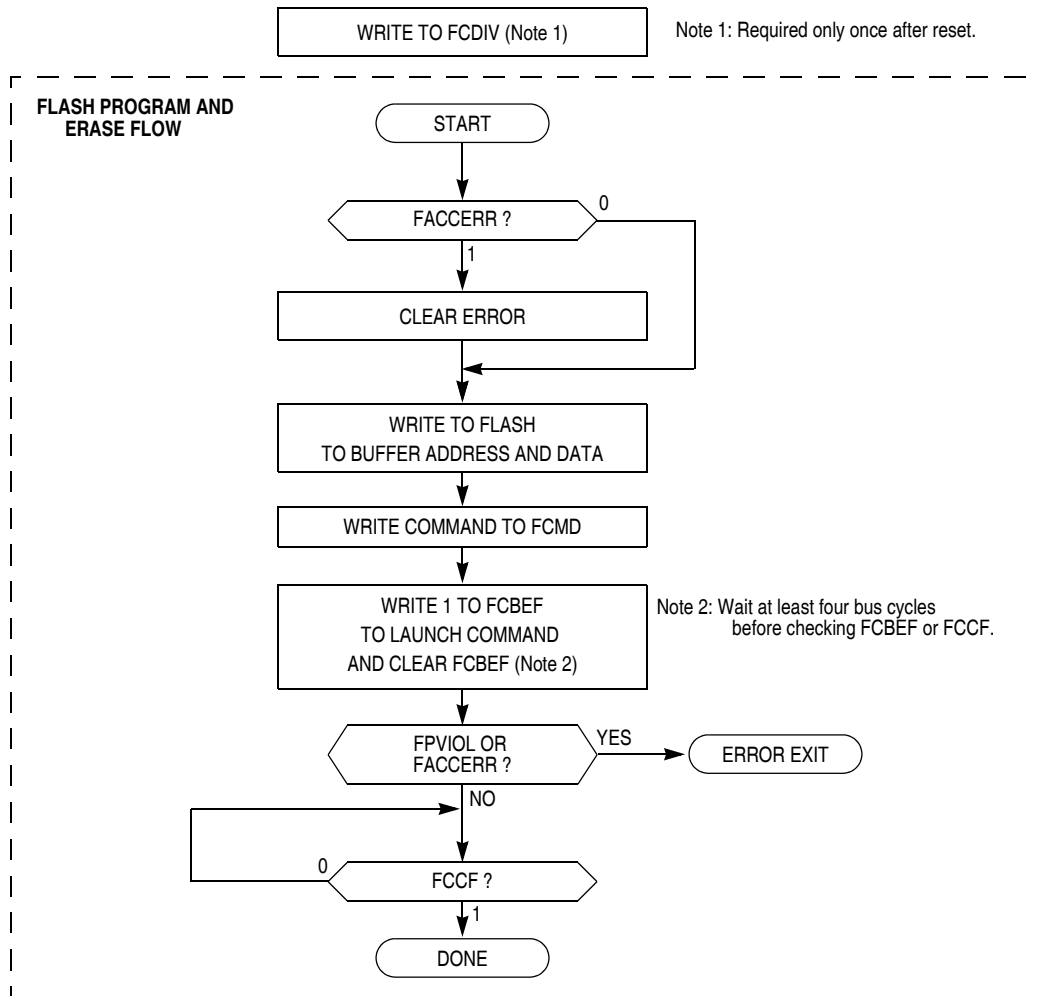 WRITE TO FCDIV (Note 1)
Note 1: Required only once after reset.
FLASH PROGRAM AND
ERASE FLOW
START
FACCERR ?
0
1
CLEAR ERROR
WRITE TO FLASH
TO BUFFER ADDRESS AND DATA
WRITE COMMAND TO FCMD
WRITE 1 TO FCBEF
TO LAUNCH COMMAND
AND CLEAR FCBEF (Note 2)
Note 2: Wait at least four bus cycles
before checking FCBEF or FCCF.
FPVIOL OR
FACCERR ?
YES
ERROR EXIT
NO
0
FCCF ?
1
DONE